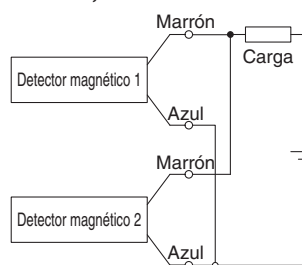 Marrón
Carga
Detector magnético 1
Azul
Marrón
Detector magnético 2
Azul